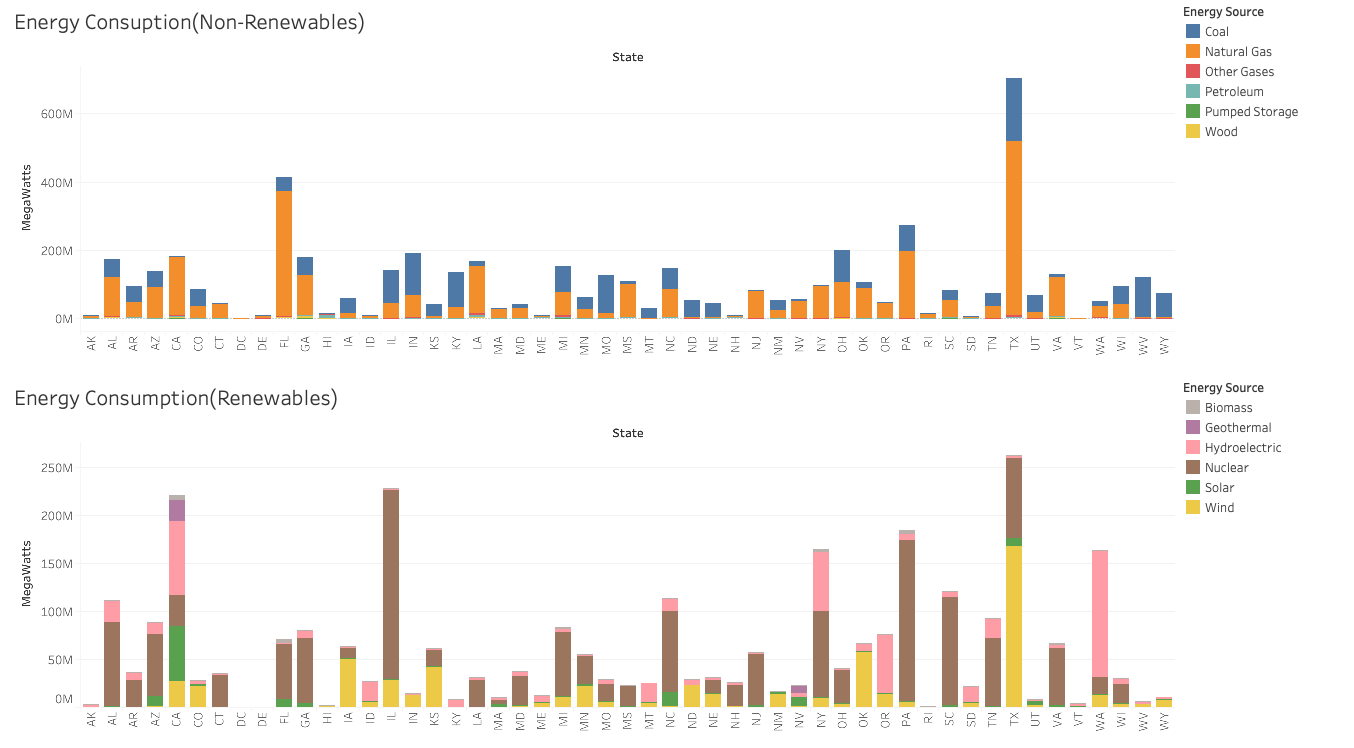 Energy Consuption(Non-Renewables)
State
MegaWatts
600M
400M
200M
0M
AK AL AR AZ CA CO CT DC DE FL GA HI IA ID IL IN KS KY LA MA MD ME MI MN MO MS MT NC ND NE NH NJ NM NV NY OH OK OR PA RI SC SD TN TX UT VA VT WA WI WV WY
Energy Source
Coal
Natural Gas
Other Gases
Petroleum
Pumped Storage
Wood
Energy Consumption(Renewables)
State
MegaWatts
250M
200M
150M
100M
50M
0M
AK AL AR AZ CA CO CT DC DE FL GA HI IA ID IL IN KS KY LA MA MD ME MI MN MO MS MT NC ND NE NH NJ NM NV NY OH OK OR PA RI SC SD TN TX UT VA VT WA WI WV WY
Energy Source
Biomass
Geothermal
Hydroelectric
Nuclear
Solar
Wind